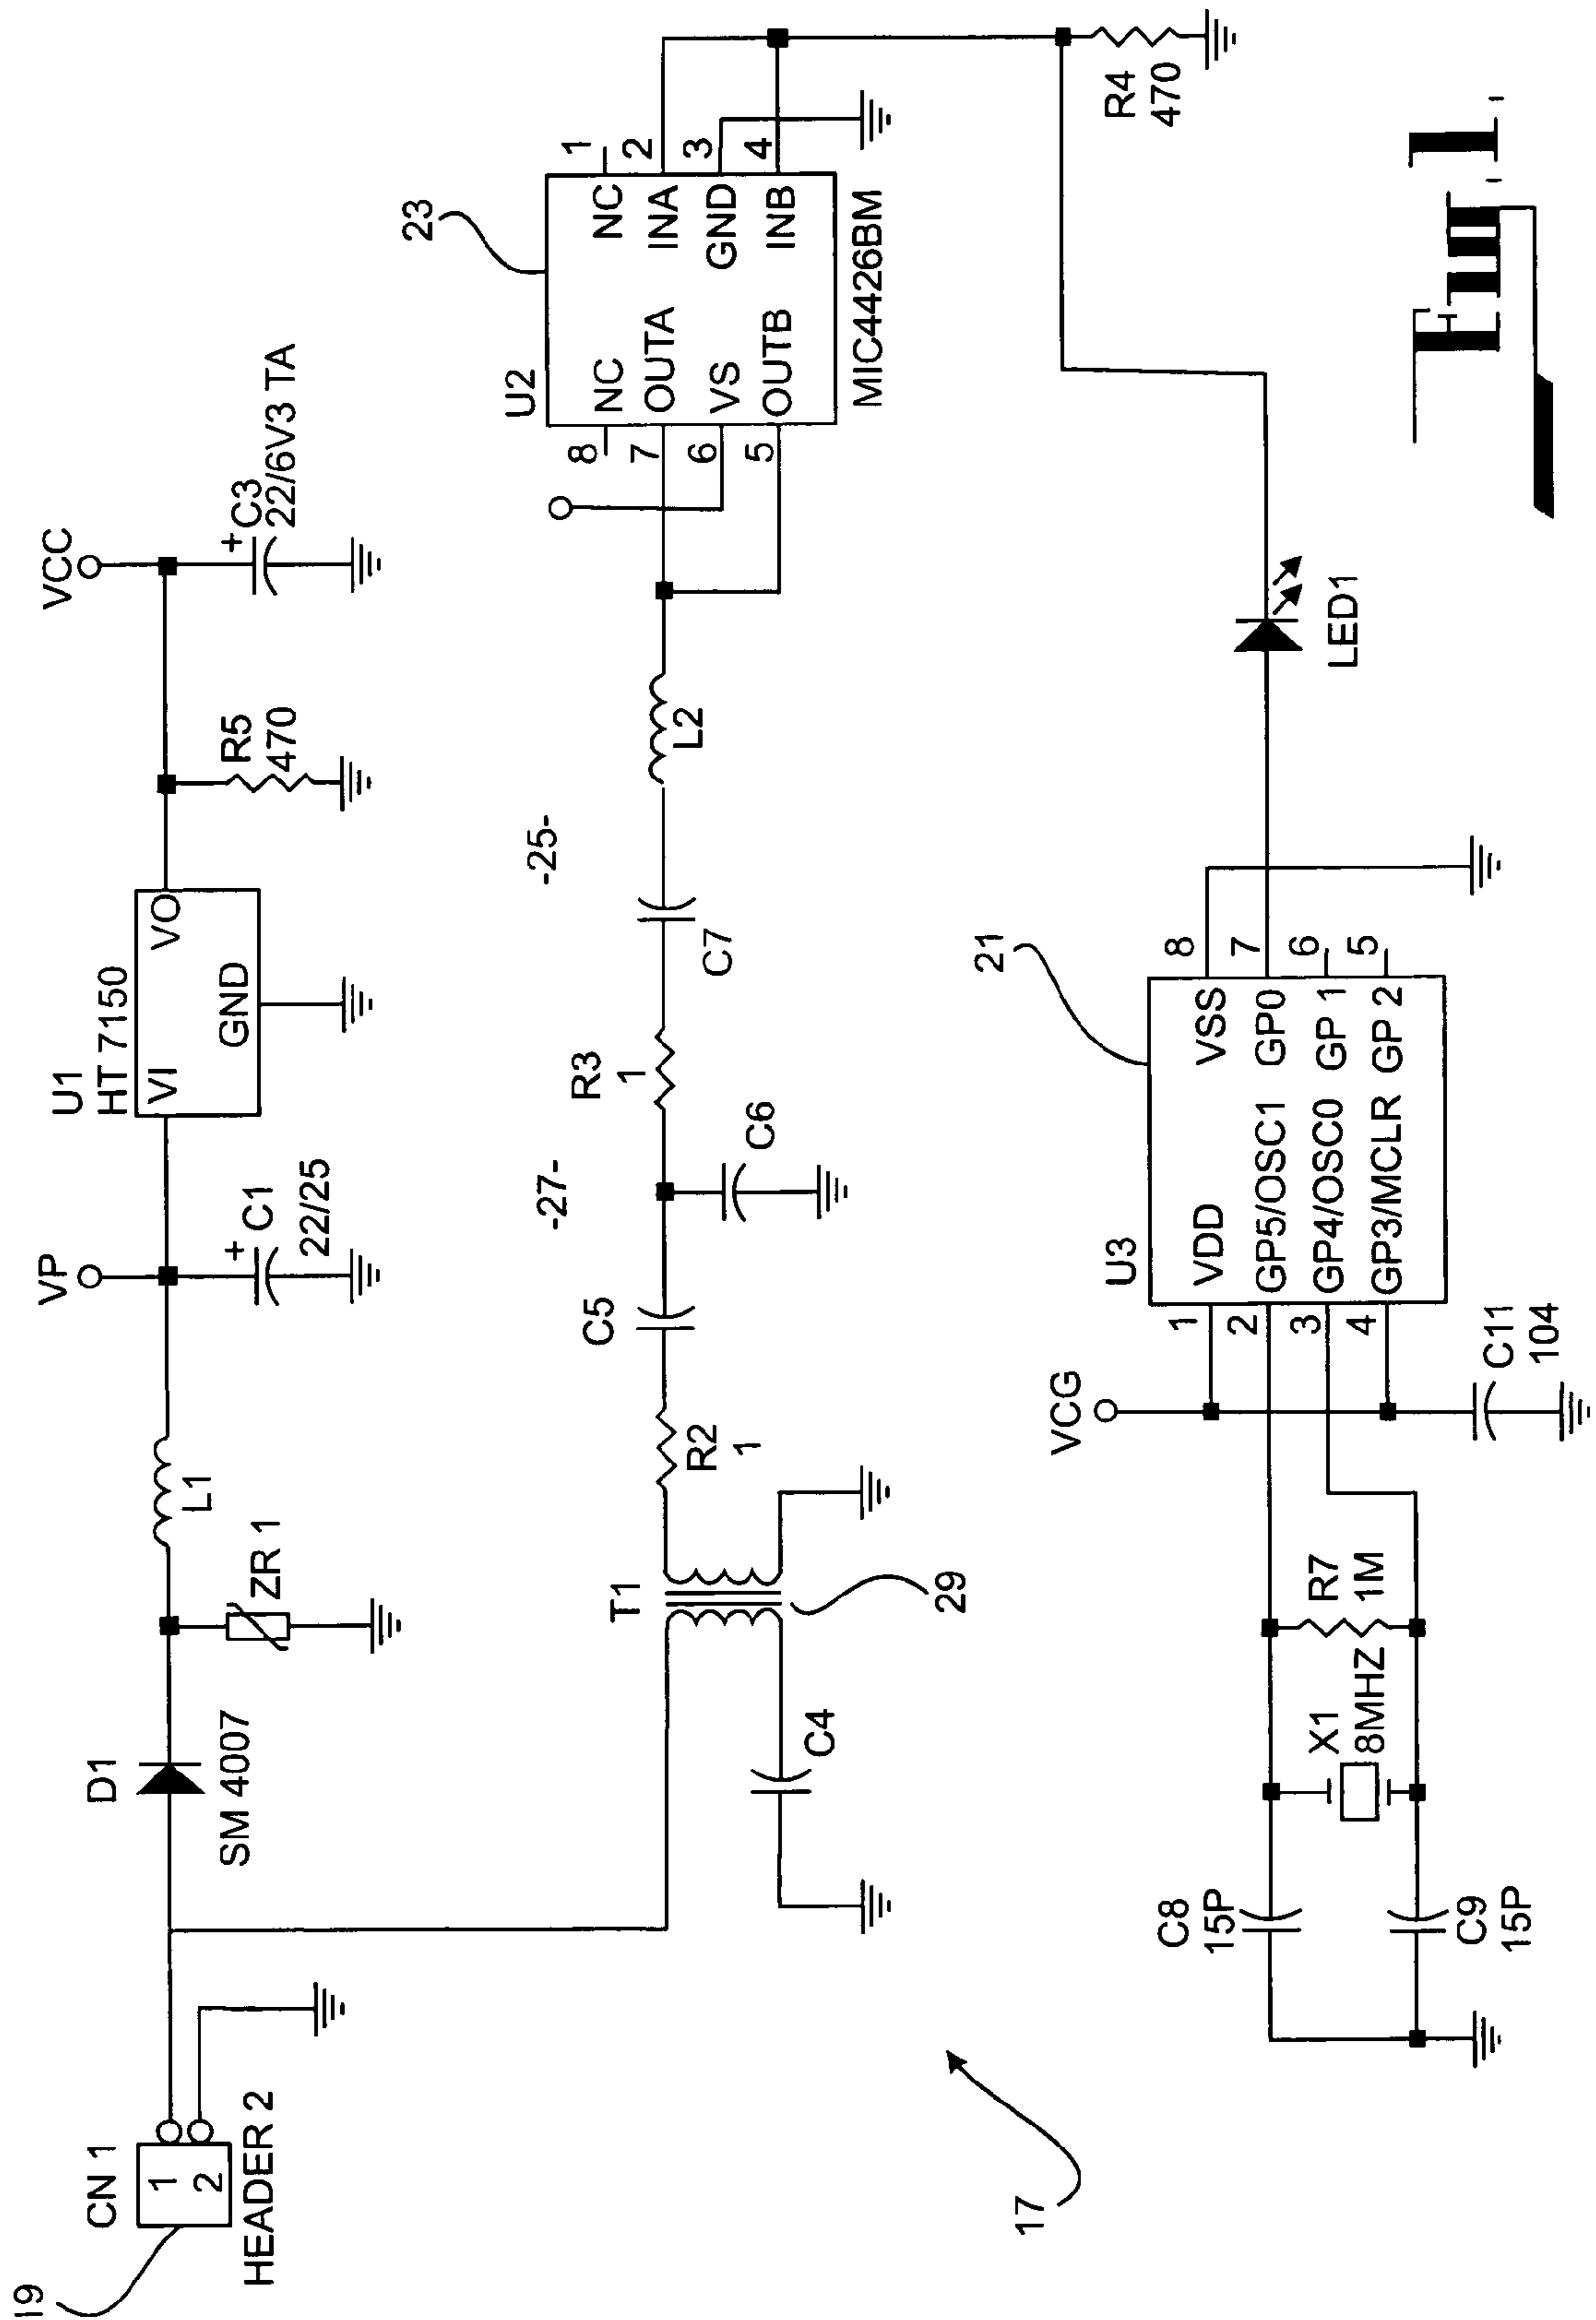 19
CN 1
1
2
HEADER 2
D1
SM 4007
ZR 1
L1
VP
+
C1
22/25
U1
HT 7150
VI
VO
GND
R5
470
VCC
+
C3
22/6V3 TA
T1
29
C4
R2
1
C5
-27-
C6
R3
1
C7
-25-
L2
U2
23
8
7
6
5
NC
OUTA
VS
OUTB
NC
INA
GND
INB
1
2
3
4
MIC4426BM
R4
470
17
C8
15P
C9
15P
X1
8MHZ
R7
1M
VCG
C11
104
U3
21
1
2
3
4
VDD
GP5/OSC1
GP4/OSC0
GP3/MCLR
VSS
GP0
GP 1
GP 2
8
7
6
5
LED1
Fig. 1.